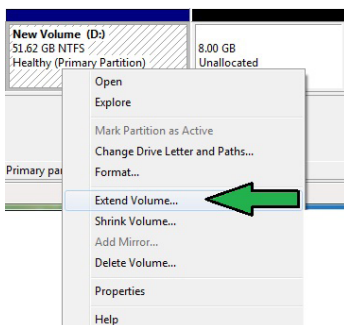 New Volume (D:)
51.62 GB NTFS
Healthy (Primary Partition)
8.00 GB
Unallocated
Open
Explore
Mark Partition as Active
Change Drive Letter and Paths...
Format...
Primary par
Extend Volume...
Shrink Volume...
Add Mirror...
Delete Volume...
Properties
Help